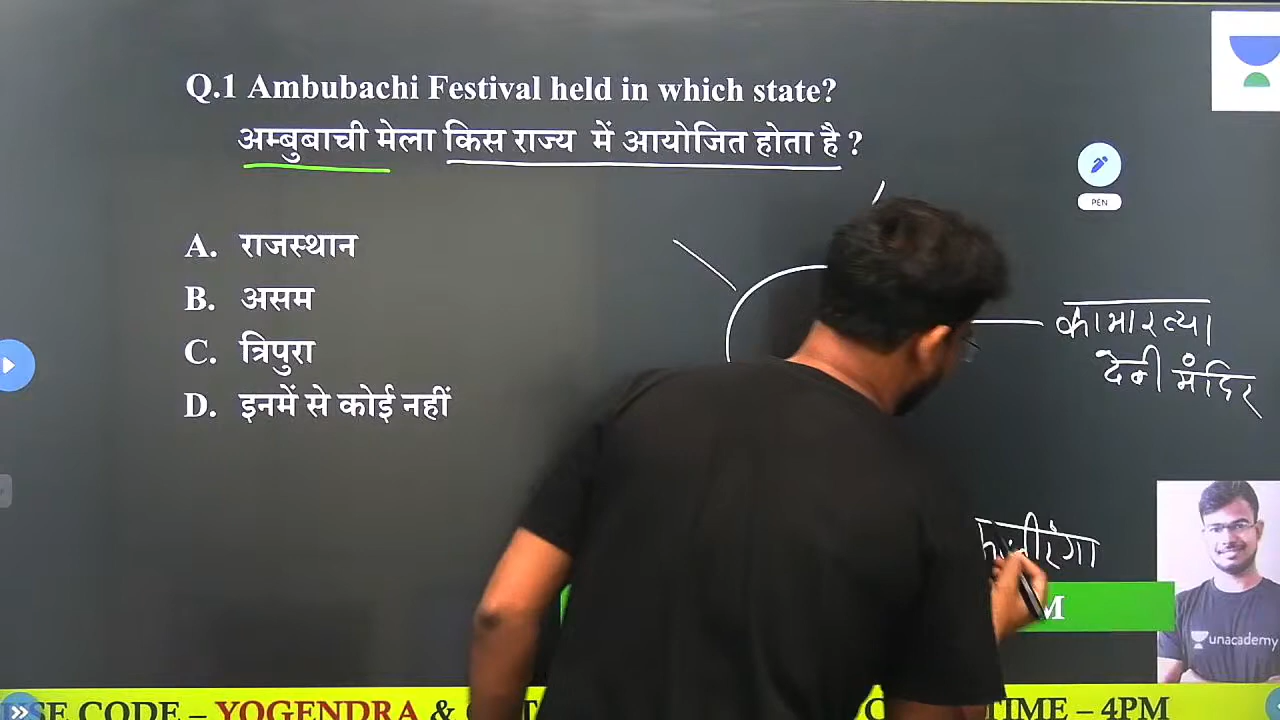 Q.1 Ambubachi Festival held in which state?
अम्बुबाची मेला किस राज्य में आयोजित होता है ?
PEN
A. राजस्थान
B. असम
C. त्रिपुरा
D. इनमें से कोई नहीं
कामाख्या
देवी मंदिर
काजीरंगा
M
unacademy
SE CODE – YOGENDRA &
TIME – 4PM